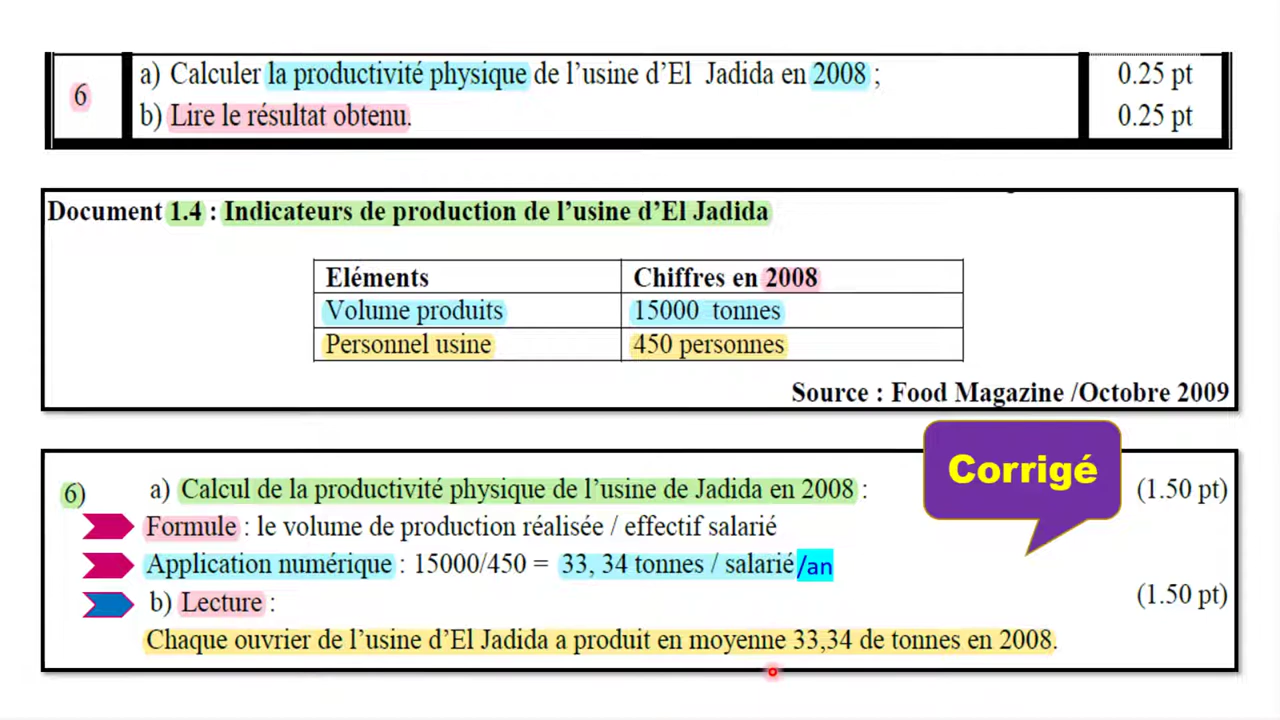 6
a) Calculer la productivité physique de l’usine d’El Jadida en 2008 ;
0.25 pt
b) Lire le résultat obtenu.
0.25 pt
Document 1.4 : Indicateurs de production de l’usine d’El Jadida
Eléments Chiffres en 2008
Volume produits 15000 tonnes
Personnel usine 450 personnes
Source : Food Magazine /Octobre 2009
Corrigé
6) a) Calcul de la productivité physique de l’usine de Jadida en 2008 : (1.50 pt)
Formule : le volume de production réalisée / effectif salarié
Application numérique : 15000/450 = 33, 34 tonnes / salarié/an
b) Lecture : (1.50 pt)
Chaque ouvrier de l’usine d’El Jadida a produit en moyenne 33,34 de tonnes en 2008.